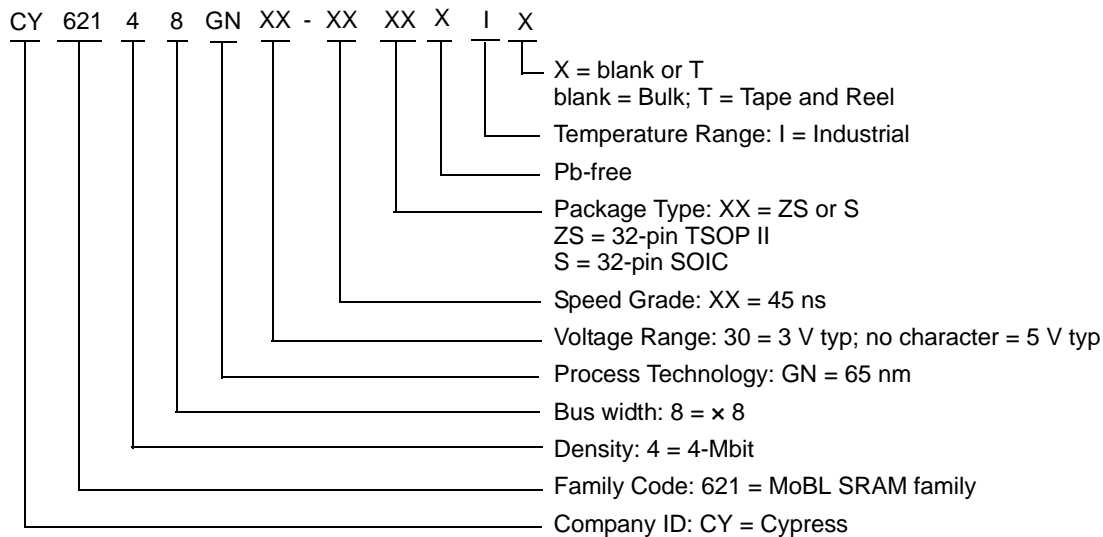 CY 621 4 8 GN XX - XX XX X I X
X = blank or T
blank = Bulk; T = Tape and Reel
Temperature Range: I = Industrial
Pb-free
Package Type: XX = ZS or S
ZS = 32-pin TSOP II
S = 32-pin SOIC
Speed Grade: XX = 45 ns
Voltage Range: 30 = 3 V typ; no character = 5 V typ
Process Technology: GN = 65 nm
Bus width: 8 = × 8
Density: 4 = 4-Mbit
Family Code: 621 = MoBL SRAM family
Company ID: CY = Cypress